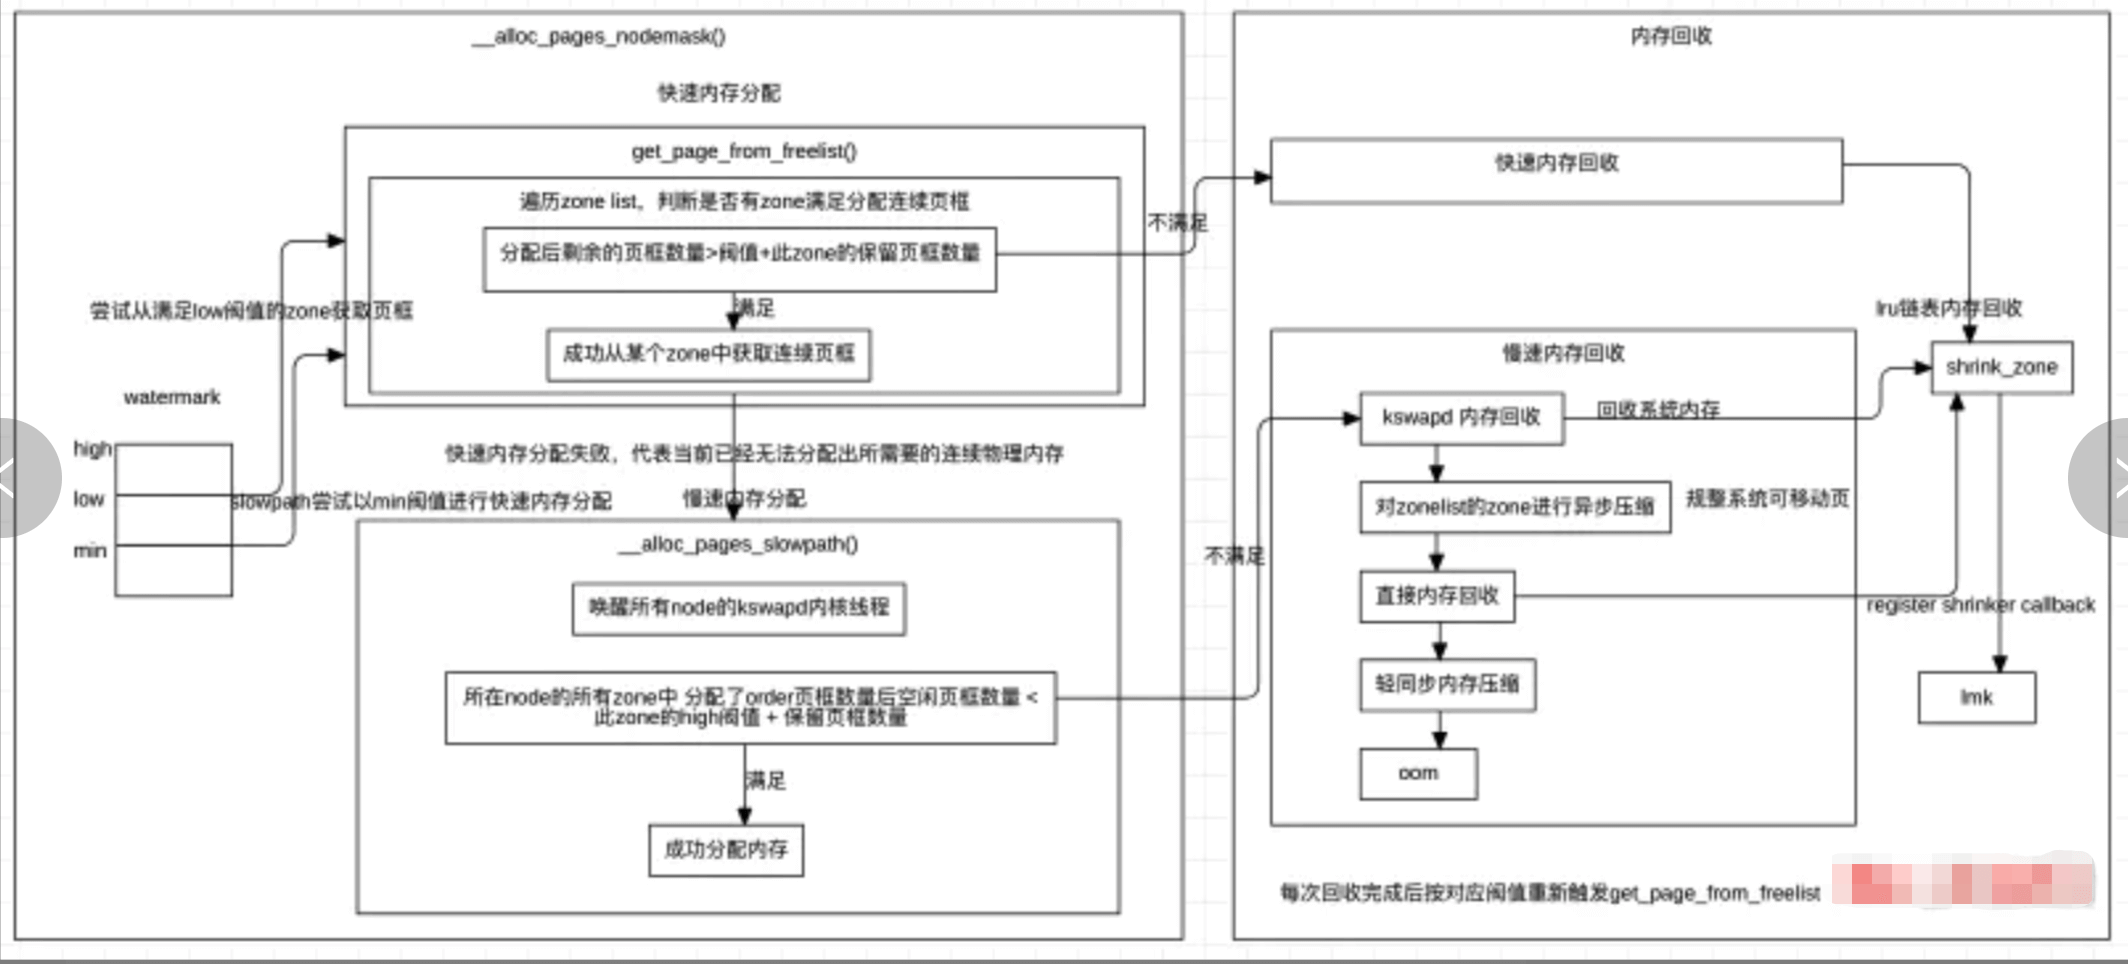 __alloc_pages_nodemask()
快速内存分配
get_page_from_freelist()
遍历zone list，判断是否有zone满足分配连续页框
分配后剩余的页框数量>阀值+此zone的保留页框数量
不满足
满足
尝试从满足low阀值的zone获取页框
成功从某个zone中获取连续页框
watermark
high
low
min
快速内存分配失败，代表当前已经无法分配出所需要的连续物理内存
slowpath尝试以min阀值进行快速内存分配
慢速内存分配
__alloc_pages_slowpath()
唤醒所有node的kswapd内核线程
所在node的所有zone中 分配了order页框数量后空闲页框数量 <
此zone的high阀值 + 保留页框数量
不满足
满足
成功分配内存
内存回收
快速内存回收
lru链表内存回收
慢速内存回收
shrink_zone
kswapd 内存回收
回收系统内存
对zonelist的zone进行异步压缩
规整系统可移动页
直接内存回收
register shrinker callback
轻同步内存压缩
lmk
oom
每次回收完成后按对应阀值重新触发get_page_from_freelist